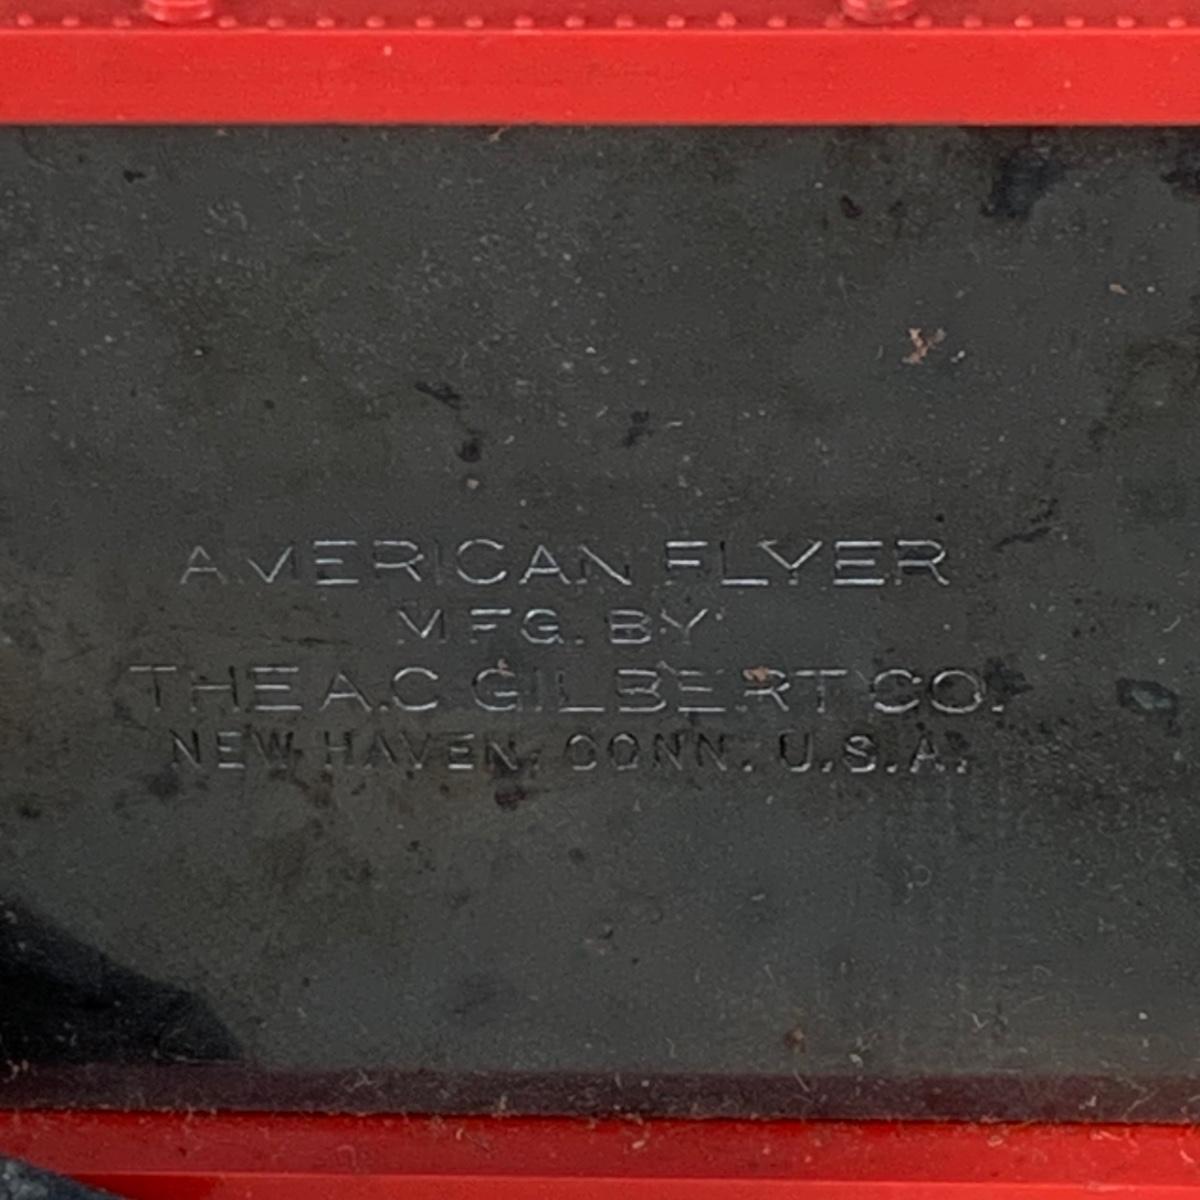 AMERICAN FLYER
MFG. BY
THE A.C GILBERT CO.
NEW HAVEN, CONN. U.S.A.